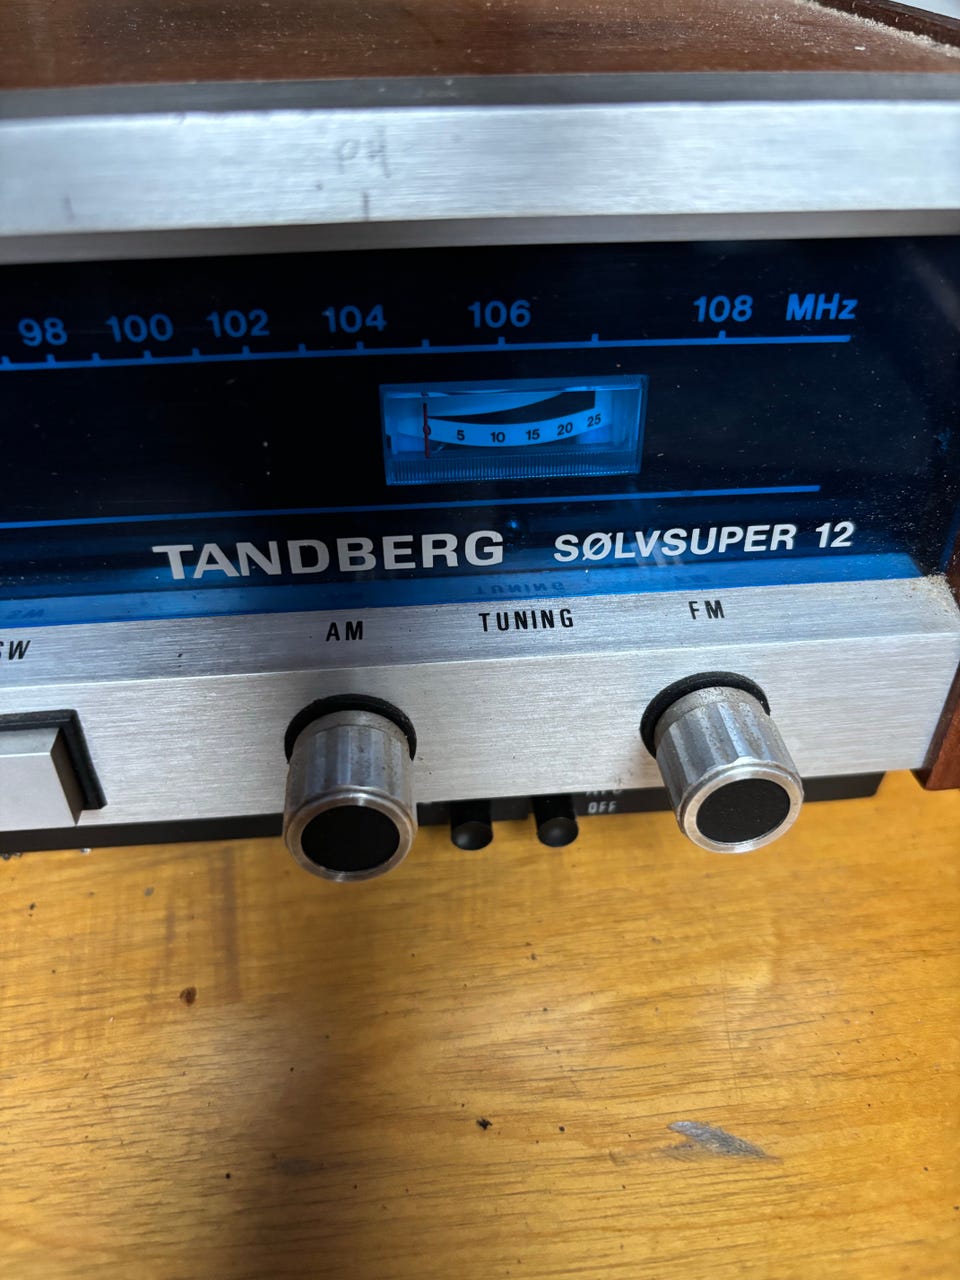 PH
98 100 102 104 106 108 MHz
5 10 15 20 25
TANDBERG SØLVSUPER 12
SW AM TUNING FM
OFF